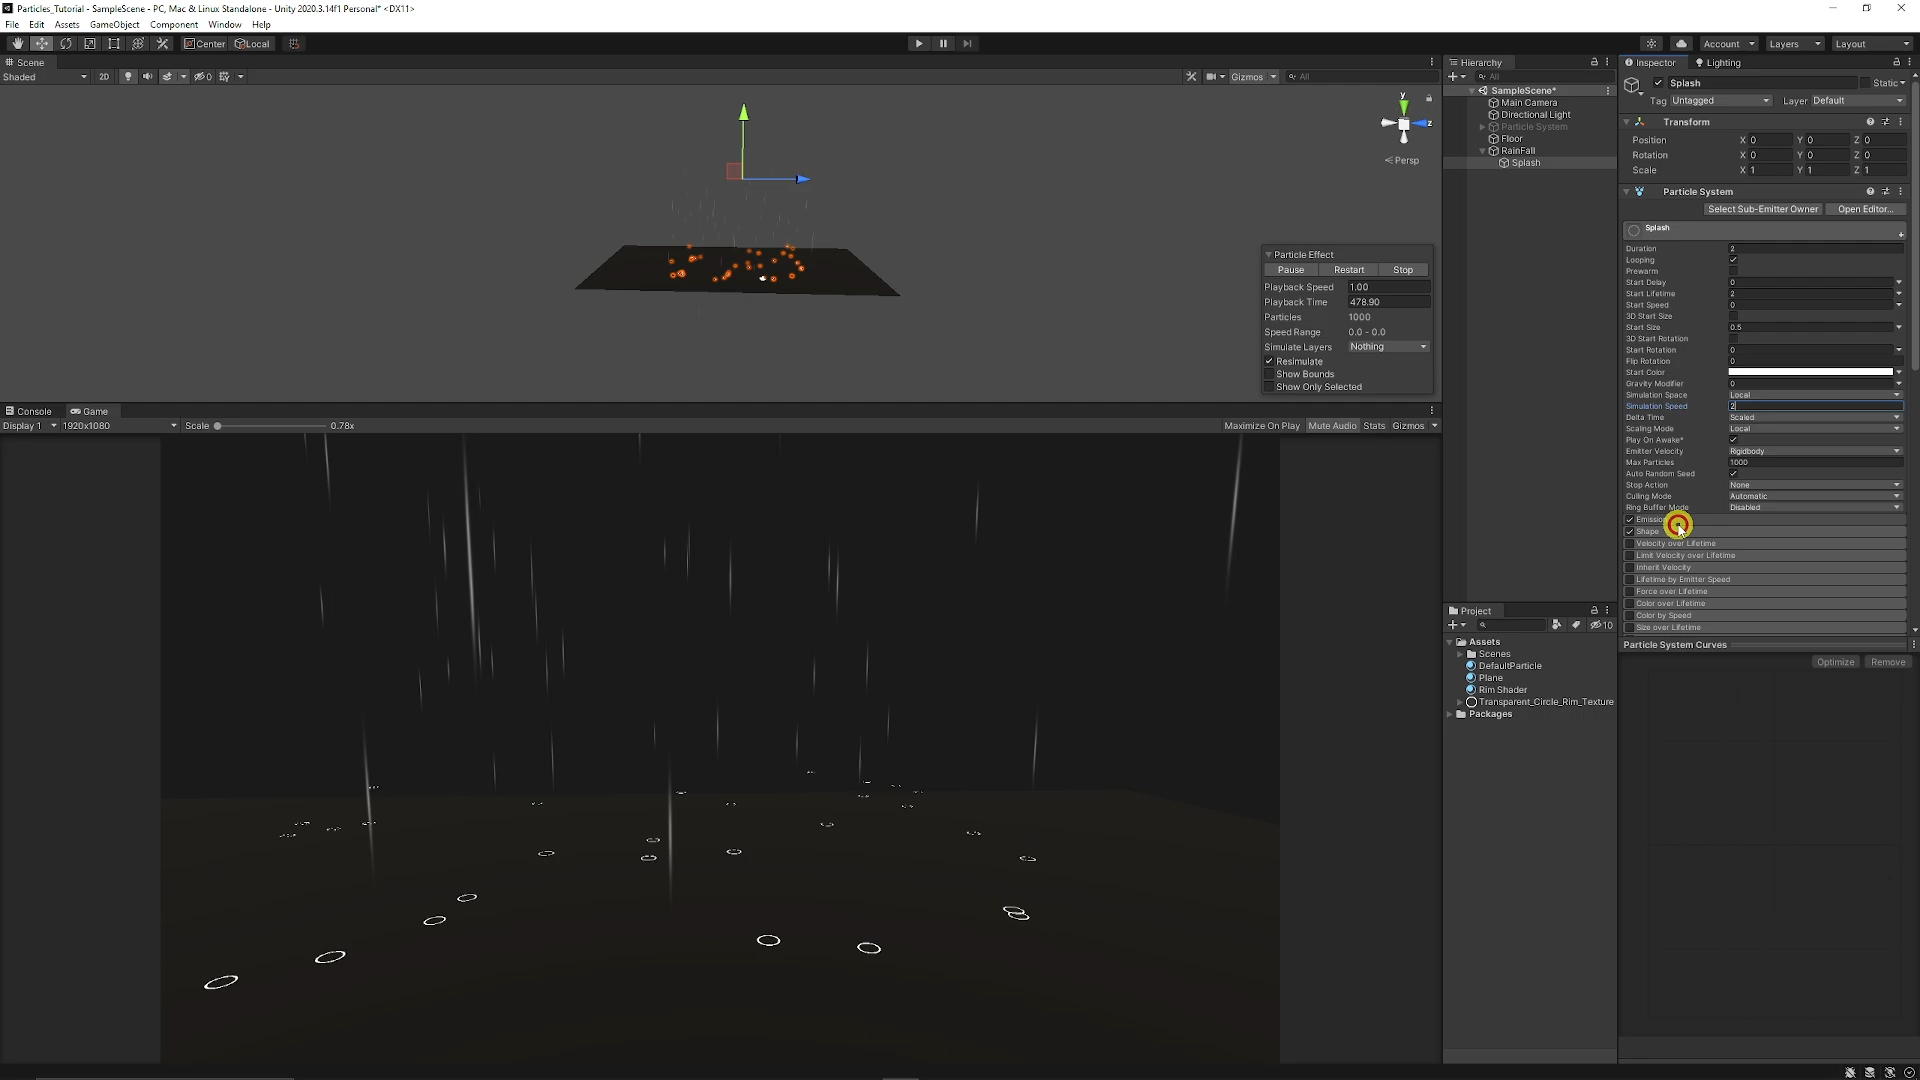 Particles_Tutorial - SampleScene - PC, Mac & Linux Standalone - Unity 2020.3.14f1 Personal* <DX11>
File Edit Assets GameObject Component Window Help
Center Local
Account Layers Layout
Scene
Shaded 2D 0 Gizmos All
y
z
Persp
Particle Effect
Pause Restart Stop
Playback Speed 1.00
Playback Time 478.90
Particles 1000
Speed Range 0.0 - 0.0
Simulate Layers Nothing
Resimulate
Show Bounds
Show Only Selected
Console Game
Display 1 1920x1080 Scale 0.78x Maximize On Play Mute Audio Stats Gizmos
Hierarchy
All
SampleScene*
Main Camera
Directional Light
Particle System
Floor
RainFall
Splash
Project
10
Assets
Scenes
DefaultParticle
Plane
Rim Shader
Transparent_Circle_Rim_Texture
Packages
Inspector Lighting
Splash Static
Tag Untagged Layer Default
Transform
Position X 0 Y 0 Z 0
Rotation X 0 Y 0 Z 0
Scale X 1 Y 1 Z 1
Particle System
Select Sub-Emitter Owner Open Editor...
Splash
Duration 2
Looping
Prewarm
Start Delay 0
Start Lifetime 2
Start Speed 0
3D Start Size
Start Size 0.5
3D Start Rotation
Start Rotation 0
Flip Rotation 0
Start Color
Gravity Modifier 0
Simulation Space Local
Simulation Speed 2
Delta Time Scaled
Scaling Mode Local
Play On Awake*
Emitter Velocity Rigidbody
Max Particles 1000
Auto Random Seed
Stop Action None
Culling Mode Automatic
Ring Buffer Mode Disabled
Emission
Shape
Velocity over Lifetime
Limit Velocity over Lifetime
Inherit Velocity
Lifetime by Emitter Speed
Force over Lifetime
Color over Lifetime
Color by Speed
Size over Lifetime
Particle System Curves
Optimize Remove